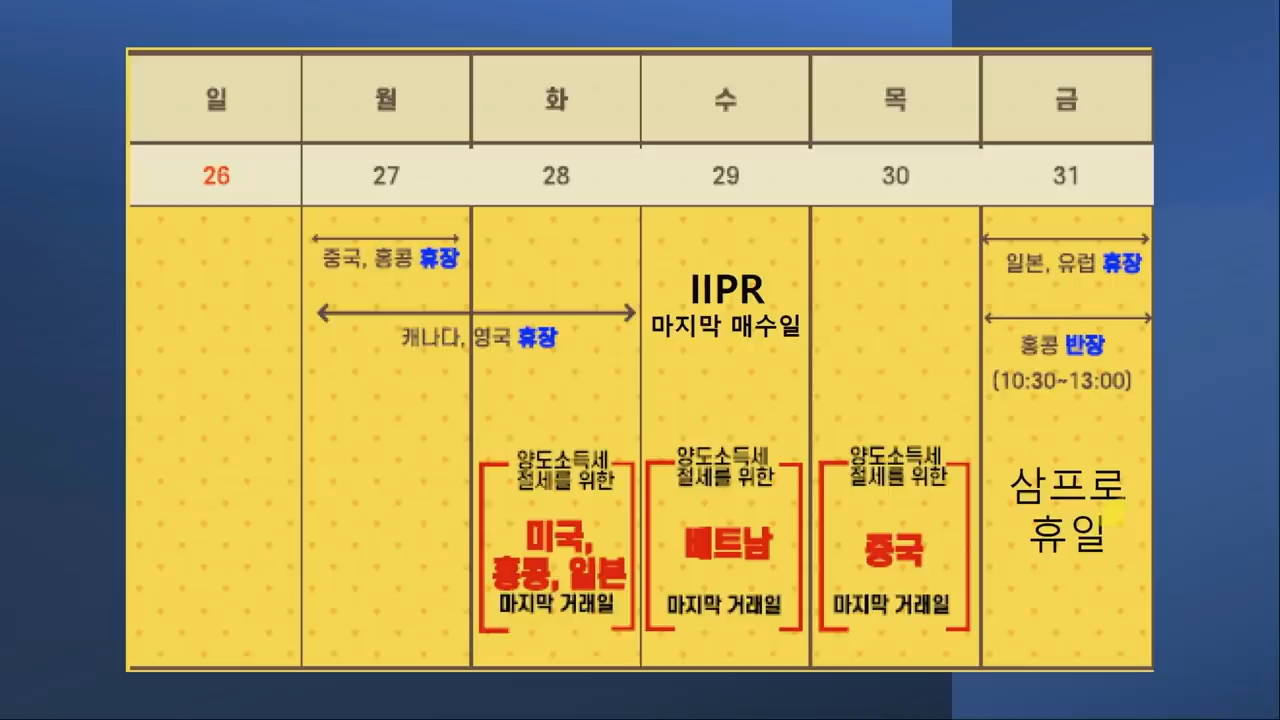 일 월 화 수 목 금
26 27 28 29 30 31
중국, 홍콩 휴장
캐나다, 영국 휴장
양도소득세
절세를 위한
미국,
홍콩, 일본
마지막 거래일
IIPR
마지막 매수일
양도소득세
절세를 위한
베트남
마지막 거래일
양도소득세
절세를 위한
중국
마지막 거래일
일본, 유럽 휴장
홍콩 반장
(10:30~13:00)
삼프로
휴일